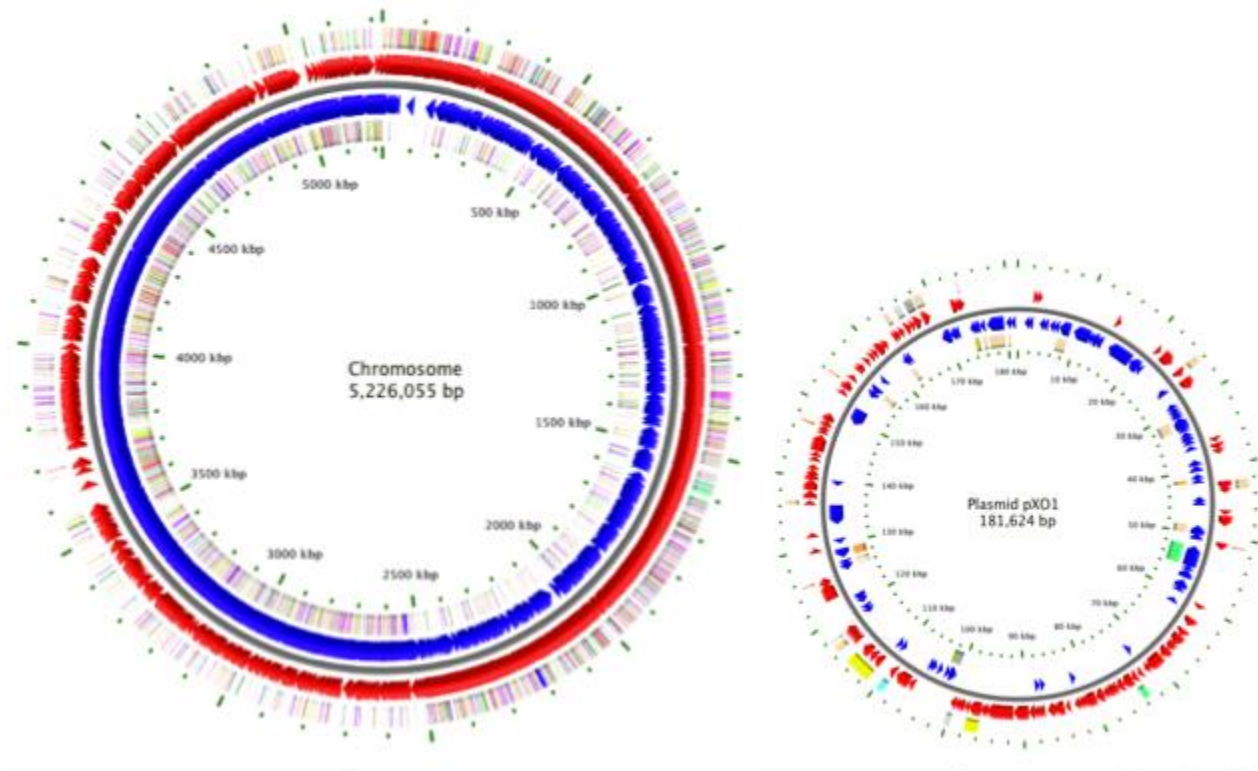 5000 kbp
500 kbp
4500 kbp
1000 kbp
4000 kbp
Chromosome
5,226,055 bp
1500 kbp
3500 kbp
2000 kbp
3000 kbp
2500 kbp
170 kbp
180 kbp
10 kbp
160 kbp
20 kbp
150 kbp
30 kbp
140 kbp
40 kbp
Plasmid pXO1
181,624 bp
130 kbp
50 kbp
120 kbp
60 kbp
110 kbp
70 kbp
100 kbp
90 kbp
80 kbp